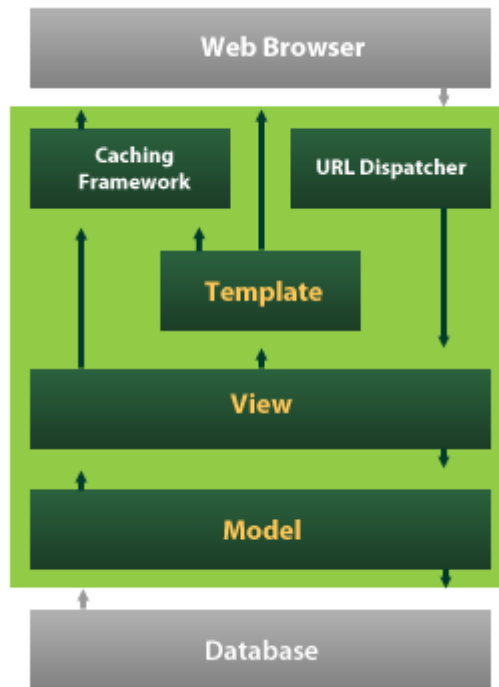 Web Browser
Caching
Framework
URL Dispatcher
Template
View
Model
Database